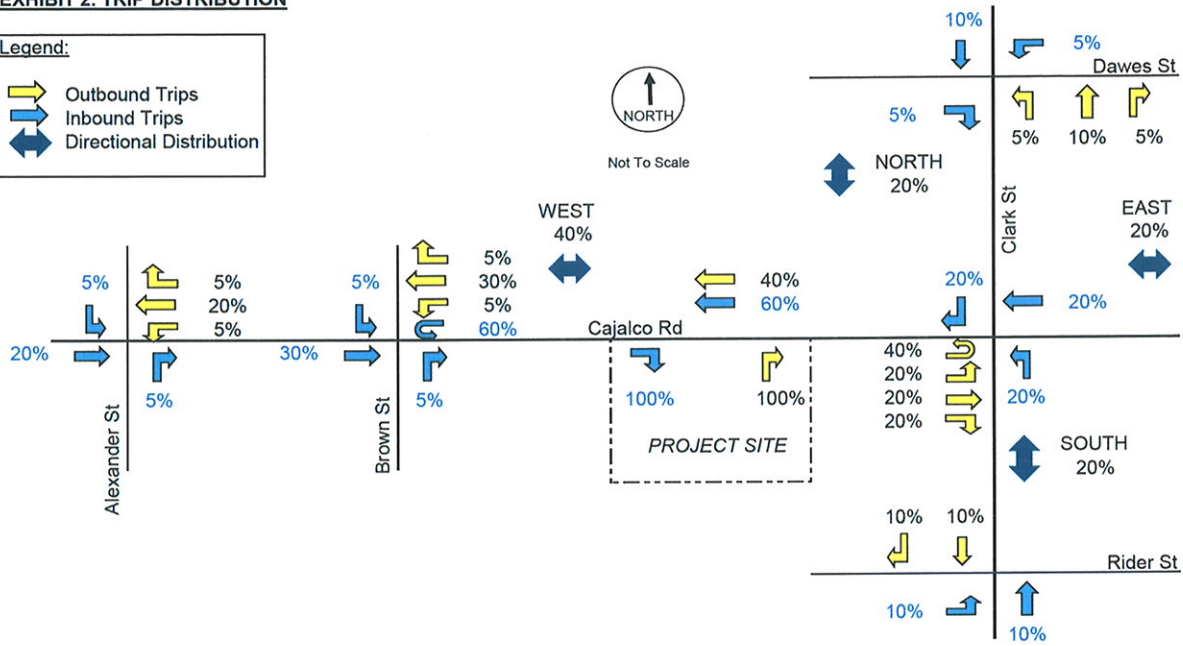 EXHIBIT 2: TRIP DISTRIBUTION
Legend:
Outbound Trips
Inbound Trips
Directional Distribution
NORTH
Not To Scale
10%
5%
Dawes St
5%
5%
10%
5%
NORTH
20%
Clark St
EAST
20%
WEST
40%
5%
5%
20%
5%
20%
5%
Alexander St
5%
5%
30%
5%
60%
30%
5%
Brown St
40%
60%
Cajalco Rd
100%
100%
PROJECT SITE
20%
20%
40%
20%
20%
20%
20%
SOUTH
20%
10%
10%
Rider St
10%
10%